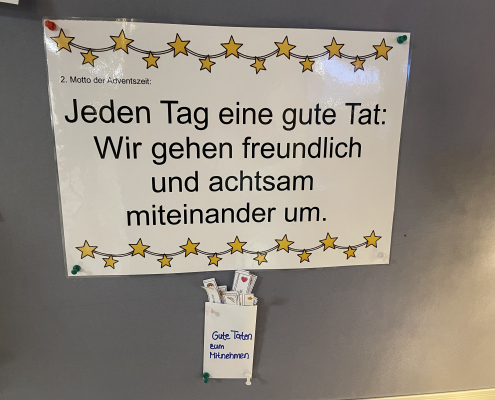 2. Motto der Adventszeit:
Jeden Tag eine gute Tat:
Wir gehen freundlich
und achtsam
miteinander um.
Gute Taten
zum
Mitnehmen